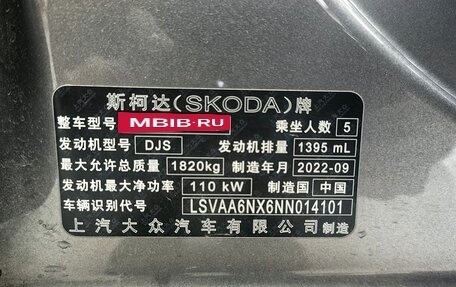 斯柯达(SKODA)牌
整车型号 MBIB.RU 乘坐人数 5
发动机型号 DJS 发动机排量 1395 mL
最大允许总质量 1820kg 制造年月 2022-09
发动机最大净功率 110 kW 制造国 中国
车辆识别代号 LSVAA6NX6NN014101
上汽大众汽车有限公司制造